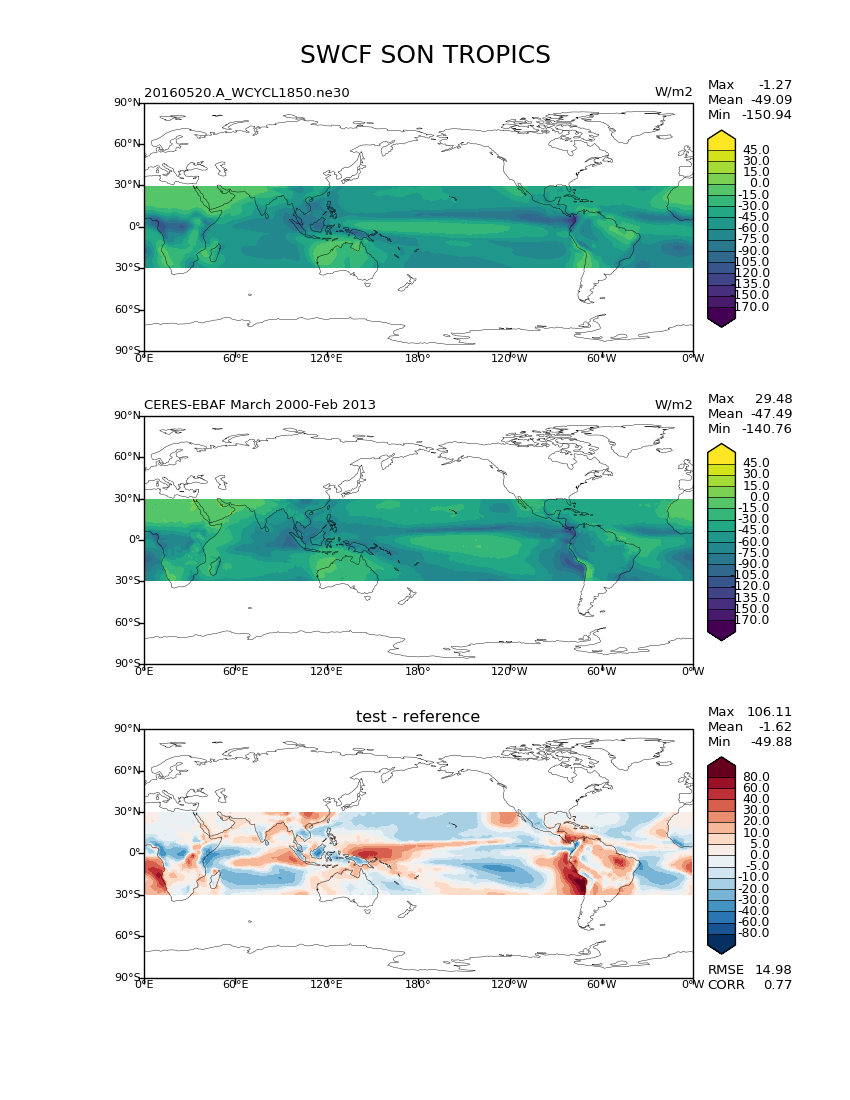 SWCF SON TROPICS
20160520.A_WCYCL1850.ne30
W/m2
Max -1.27
Mean -49.09
Min -150.94
90°N
60°N
30°N
0°
30°S
60°S
90°S
0°E 60°E 120°E 180° 120°W 60°W 0°W
45.0
30.0
15.0
0.0
-15.0
-30.0
-45.0
-60.0
-75.0
-90.0
-105.0
-120.0
-135.0
-150.0
-170.0
CERES-EBAF March 2000-Feb 2013
W/m2
Max 29.48
Mean -47.49
Min -140.76
90°N
60°N
30°N
0°
30°S
60°S
90°S
0°E 60°E 120°E 180° 120°W 60°W 0°W
45.0
30.0
15.0
0.0
-15.0
-30.0
-45.0
-60.0
-75.0
-90.0
-105.0
-120.0
-135.0
-150.0
-170.0
test - reference
Max 106.11
Mean -1.62
Min -49.88
90°N
60°N
30°N
0°
30°S
60°S
90°S
0°E 60°E 120°E 180° 120°W 60°W 0°W
80.0
60.0
40.0
30.0
20.0
10.0
5.0
0.0
-5.0
-10.0
-20.0
-30.0
-40.0
-60.0
-80.0
RMSE 14.98
CORR 0.77